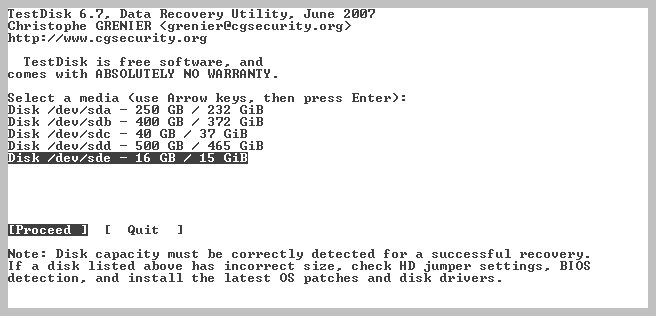 TestDisk 6.7, Data Recovery Utility, June 2007
Christophe GRENIER <grenier@cgsecurity.org>
http://www.cgsecurity.org
TestDisk is free software, and
comes with ABSOLUTELY NO WARRANTY.
Select a media (use Arrow keys, then press Enter):
Disk /dev/sda - 250 GB / 232 GiB
Disk /dev/sdb - 400 GB / 372 GiB
Disk /dev/sdc - 40 GB / 37 GiB
Disk /dev/sdd - 500 GB / 465 GiB
Disk /dev/sde - 16 GB / 15 GiB
[Proceed ]  [  Quit  ]
Note: Disk capacity must be correctly detected for a successful recovery.
If a disk listed above has incorrect size, check HD jumper settings, BIOS
detection, and install the latest OS patches and disk drivers.